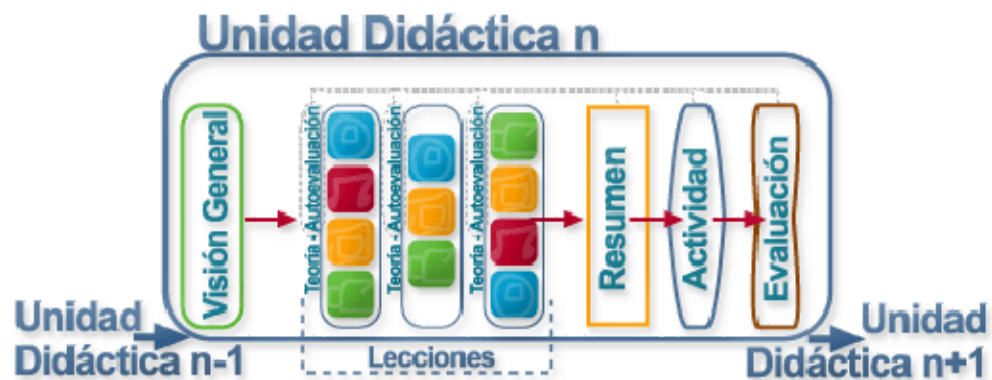 Unidad Didáctica n
Visión General
Teoría - Autoevaluación
Teoría - Autoevaluación
Teoría - Autoevaluación
Resumen
Actividad
Evaluación
Lecciones
Unidad
Didáctica n-1
Unidad
Didáctica n+1